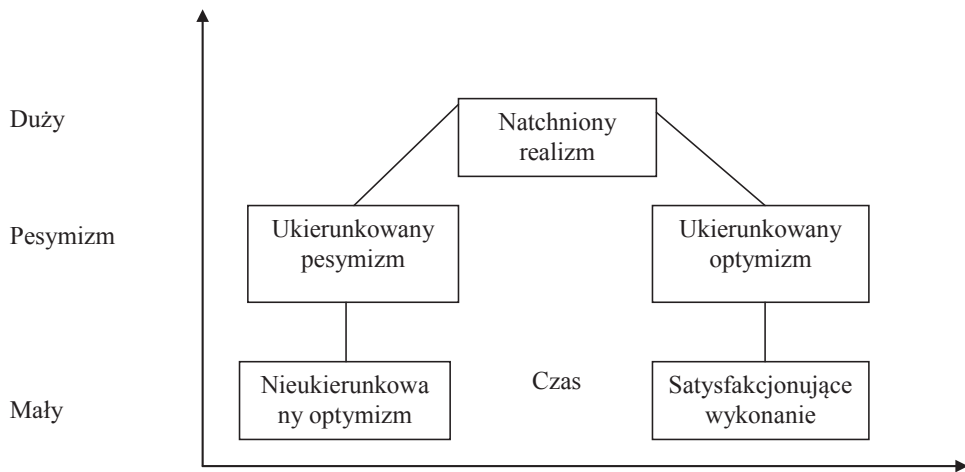 Duży
Natchniony
realizm
Pesymizm
Ukierunkowany
pesymizm
Ukierunkowany
optymizm
Mały
Nieukierunkowa
ny optymizm
Czas
Satysfakcjonujące
wykonanie